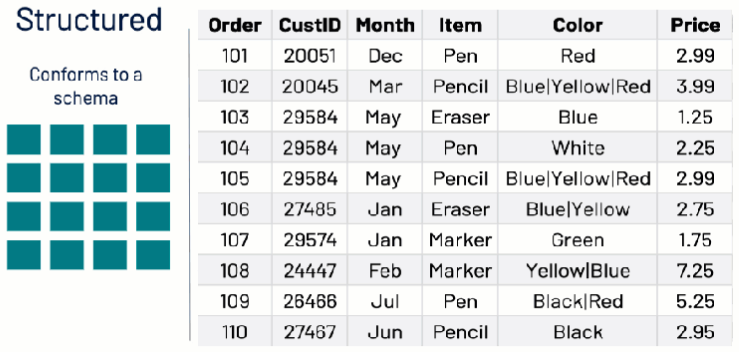 Structured
Conforms to a
schema
Order CustID Month Item Color Price
101 20051 Dec Pen Red 2.99
102 20045 Mar Pencil Blue|Yellow|Red 3.99
103 29584 May Eraser Blue 1.25
104 29584 May Pen White 2.25
105 29584 May Pencil Blue|Yellow|Red 2.99
106 27485 Jan Eraser Blue|Yellow 2.75
107 29574 Jan Marker Green 1.75
108 24447 Feb Marker Yellow|Blue 7.25
109 26466 Jul Pen Black|Red 5.25
110 27467 Jun Pencil Black 2.95